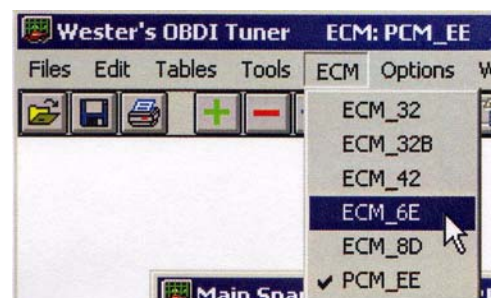 Wester's OBDI Tuner ECM: PCM_EE
Files Edit Tables Tools ECM Options
ECM_32
ECM_32B
ECM_42
ECM_6E
ECM_8D
PCM_EE
Main Spar